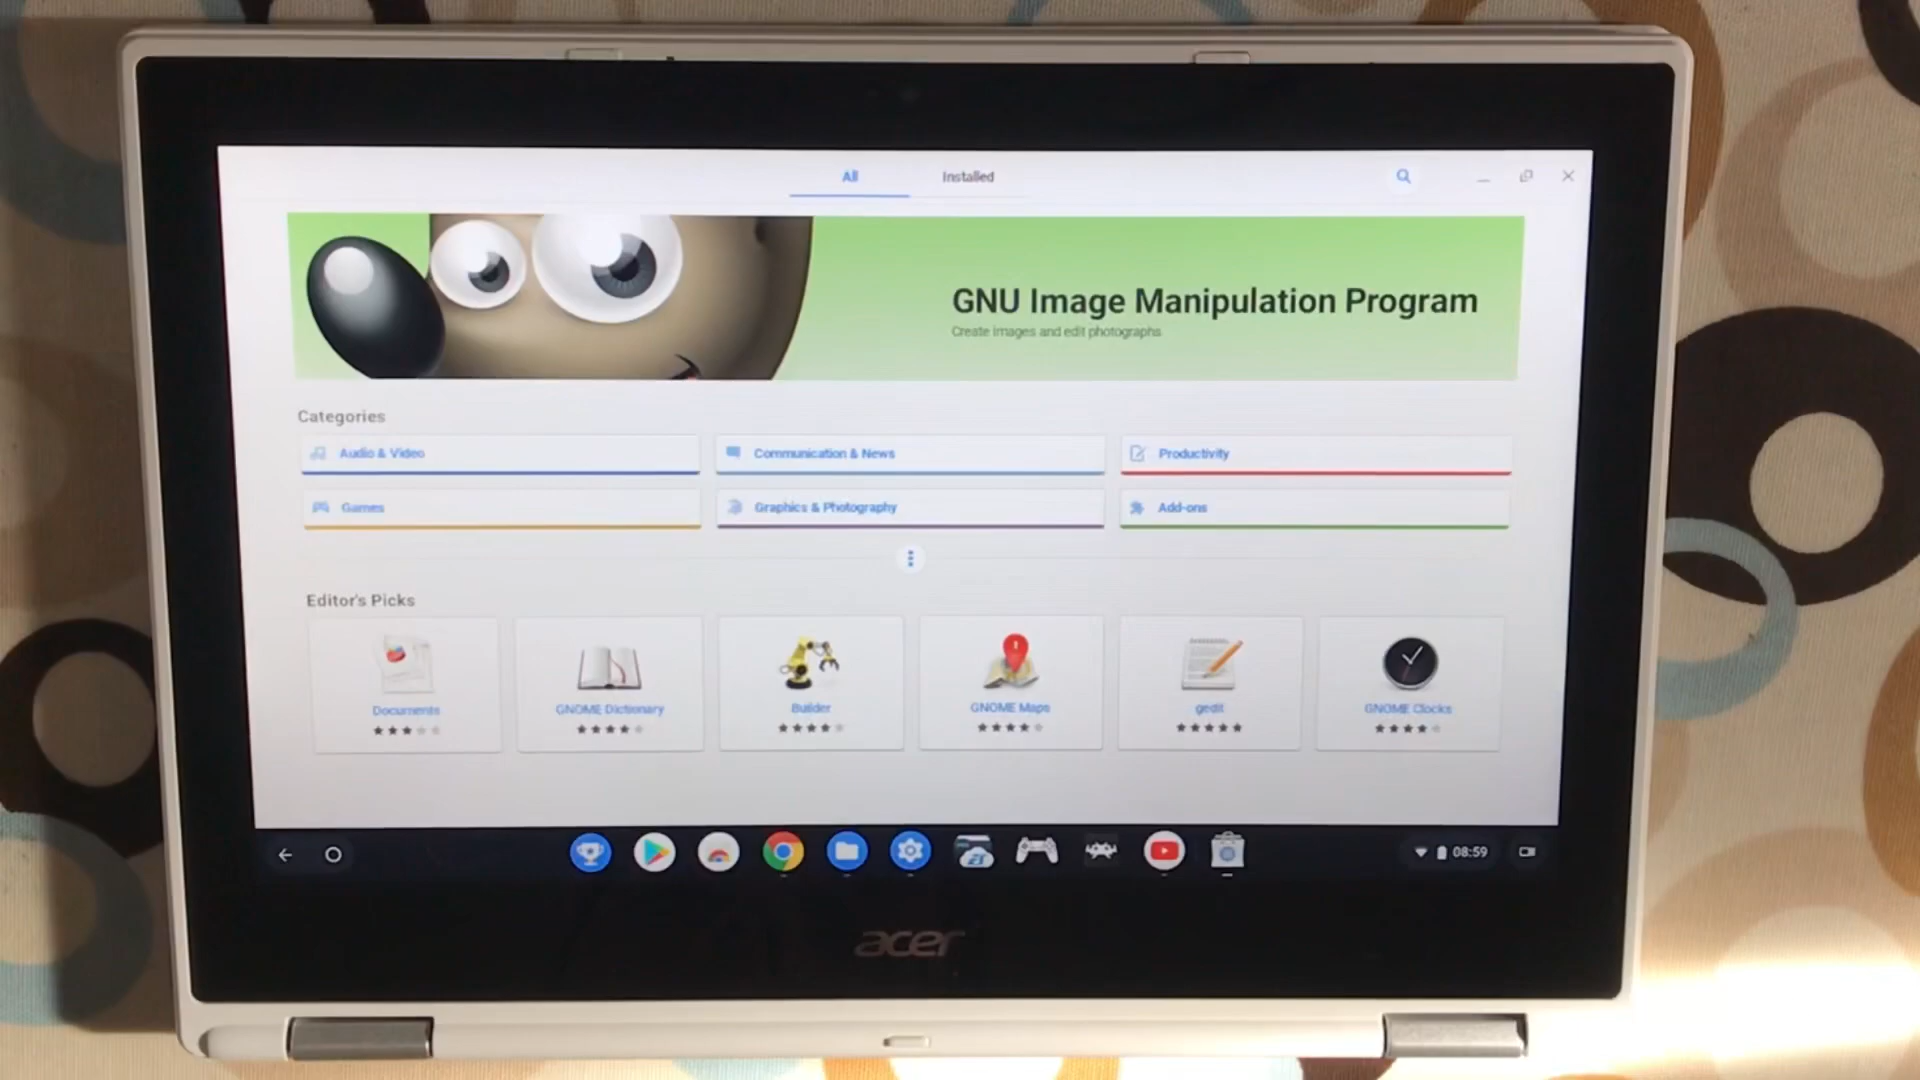 All
Installed
GNU Image Manipulation Program
Create images and edit photographs
Categories
Audio & Video
Communication & News
Productivity
Games
Graphics & Photography
Add-ons
Editor's Picks
Documents
GNOME Dictionary
Builder
GNOME Maps
gedit
GNOME Clocks
08:59
acer